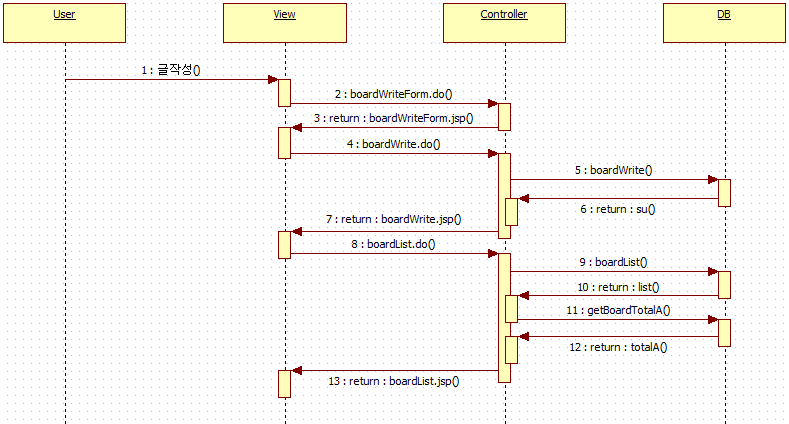 User
View
Controller
DB
1 : 글작성()
2 : boardWriteForm.do()
3 : return : boardWriteForm.jsp()
4 : boardWrite.do()
5 : boardWrite()
6 : return : su()
7 : return : boardWrite.jsp()
8 : boardList.do()
9 : boardList()
10 : return : list()
11 : getBoardTotalA()
12 : return : totalA()
13 : return : boardList.jsp()